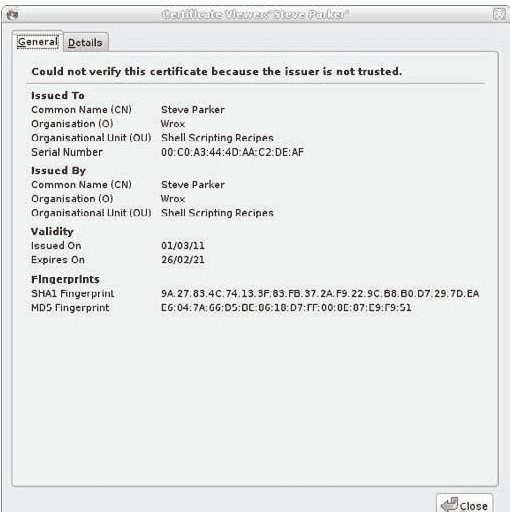 Certificate Viewer:"Steve Parker"
General Details
Could not verify this certificate because the issuer is not trusted.
Issued To
Common Name (CN) Steve Parker
Organisation (O) Wrox
Organisational Unit (OU) Shell Scripting Recipes
Serial Number 00:C0:A3:44:4D:AA:C2:DE:AF
Issued By
Common Name (CN) Steve Parker
Organisation (O) Wrox
Organisational Unit (OU) Shell Scripting Recipes
Validity
Issued On 01/03/11
Expires On 26/02/21
Fingerprints
SHA1 Fingerprint 9A:27:83:4C:74:13:3F:83:FB:37:2A:F9:22:9C:B8:B0:D7:29:7D:EA
MD5 Fingerprint E6:04:7A:66:D5:BE:86:18:D7:FF:00:8E:87:E9:F9:51
Close